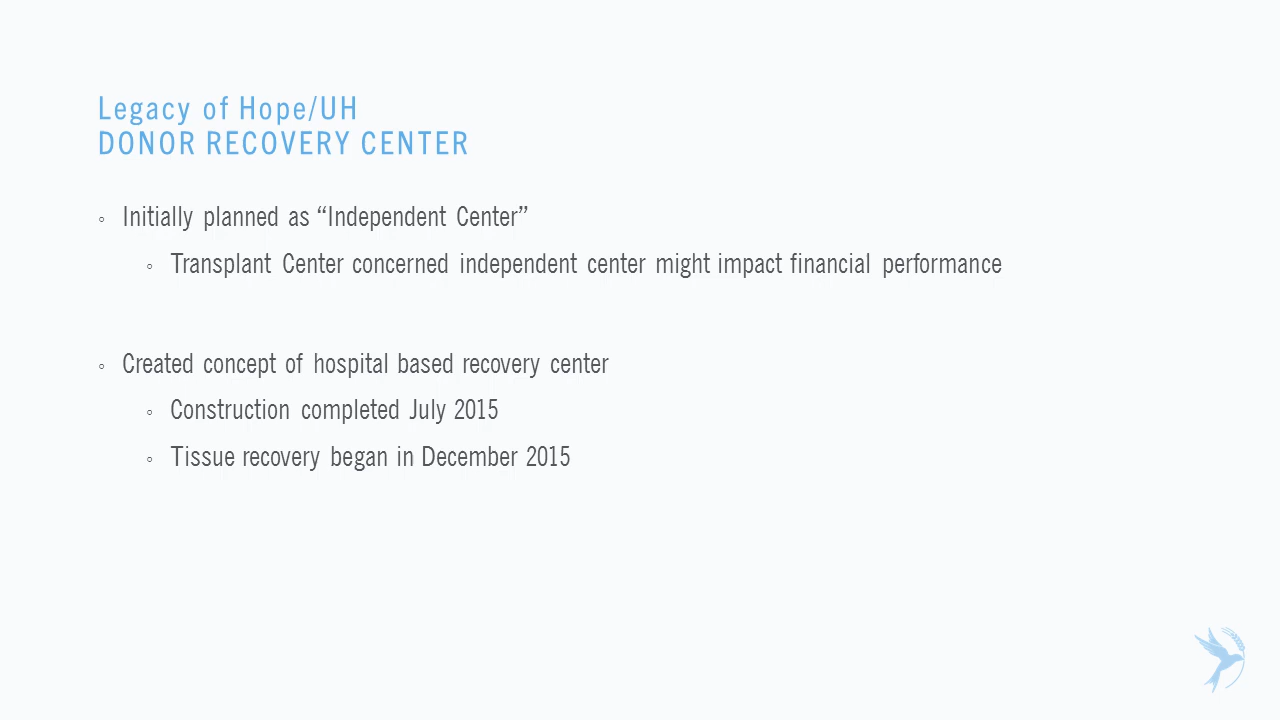 Legacy of Hope/UH
DONOR RECOVERY CENTER
◦ Initially planned as “Independent Center”
◦ Transplant Center concerned independent center might impact financial performance
◦ Created concept of hospital based recovery center
◦ Construction completed July 2015
◦ Tissue recovery began in December 2015